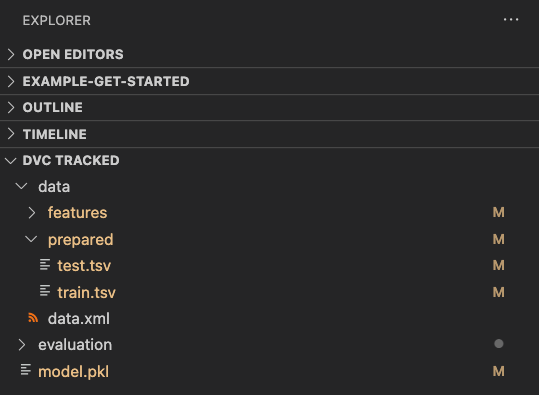 EXPLORER
OPEN EDITORS
EXAMPLE-GET-STARTED
OUTLINE
TIMELINE
DVC TRACKED
data
features M
prepared M
test.tsv M
train.tsv M
data.xml
evaluation
model.pkl M